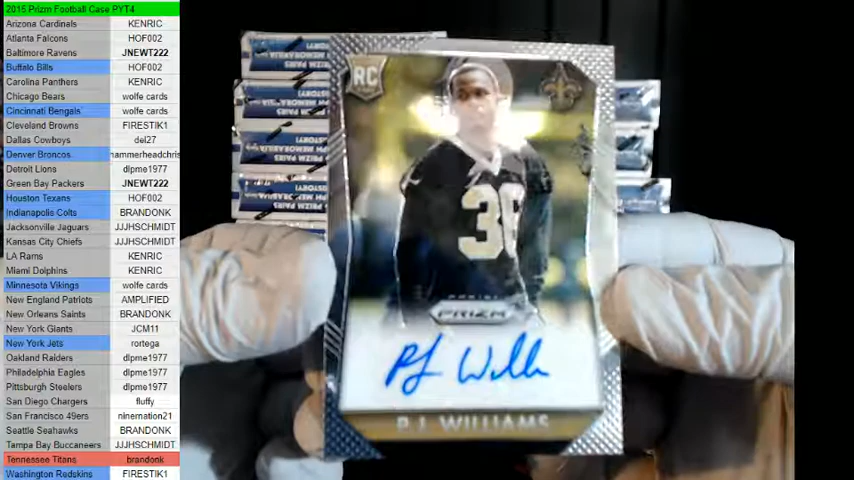 2015 Prizm Football Case PYT4
Arizona Cardinals KENRIC
Atlanta Falcons HOF002
Baltimore Ravens JNEWT222
Buffalo Bills HOF002
Carolina Panthers KENRIC
Chicago Bears wolfe cards
Cincinnati Bengals wolfe cards
Cleveland Browns FIRESTIK1
Dallas Cowboys del27
Denver Broncos hammerheadchris
Detroit Lions dlpme1977
Green Bay Packers JNEWT222
Houston Texans HOF002
Indianapolis Colts BRANDONK
Jacksonville Jaguars JJJHSCHMIDT
Kansas City Chiefs JJJHSCHMIDT
LA Rams KENRIC
Miami Dolphins KENRIC
Minnesota Vikings wolfe cards
New England Patriots AMPLIFIED
New Orleans Saints BRANDONK
New York Giants JCM11
New York Jets rortega
Oakland Raiders dlpme1977
Philadelphia Eagles dlpme1977
Pittsburgh Steelers dlpme1977
San Diego Chargers fluffy
San Francisco 49ers ninernation21
Seattle Seahawks BRANDONK
Tampa Bay Buccaneers JJJHSCHMIDT
Tennessee Titans brandonk
Washington Redskins FIRESTIK1
RC
36
PANINI
PRIZM
PJ Will
P.J. WILLIAMS